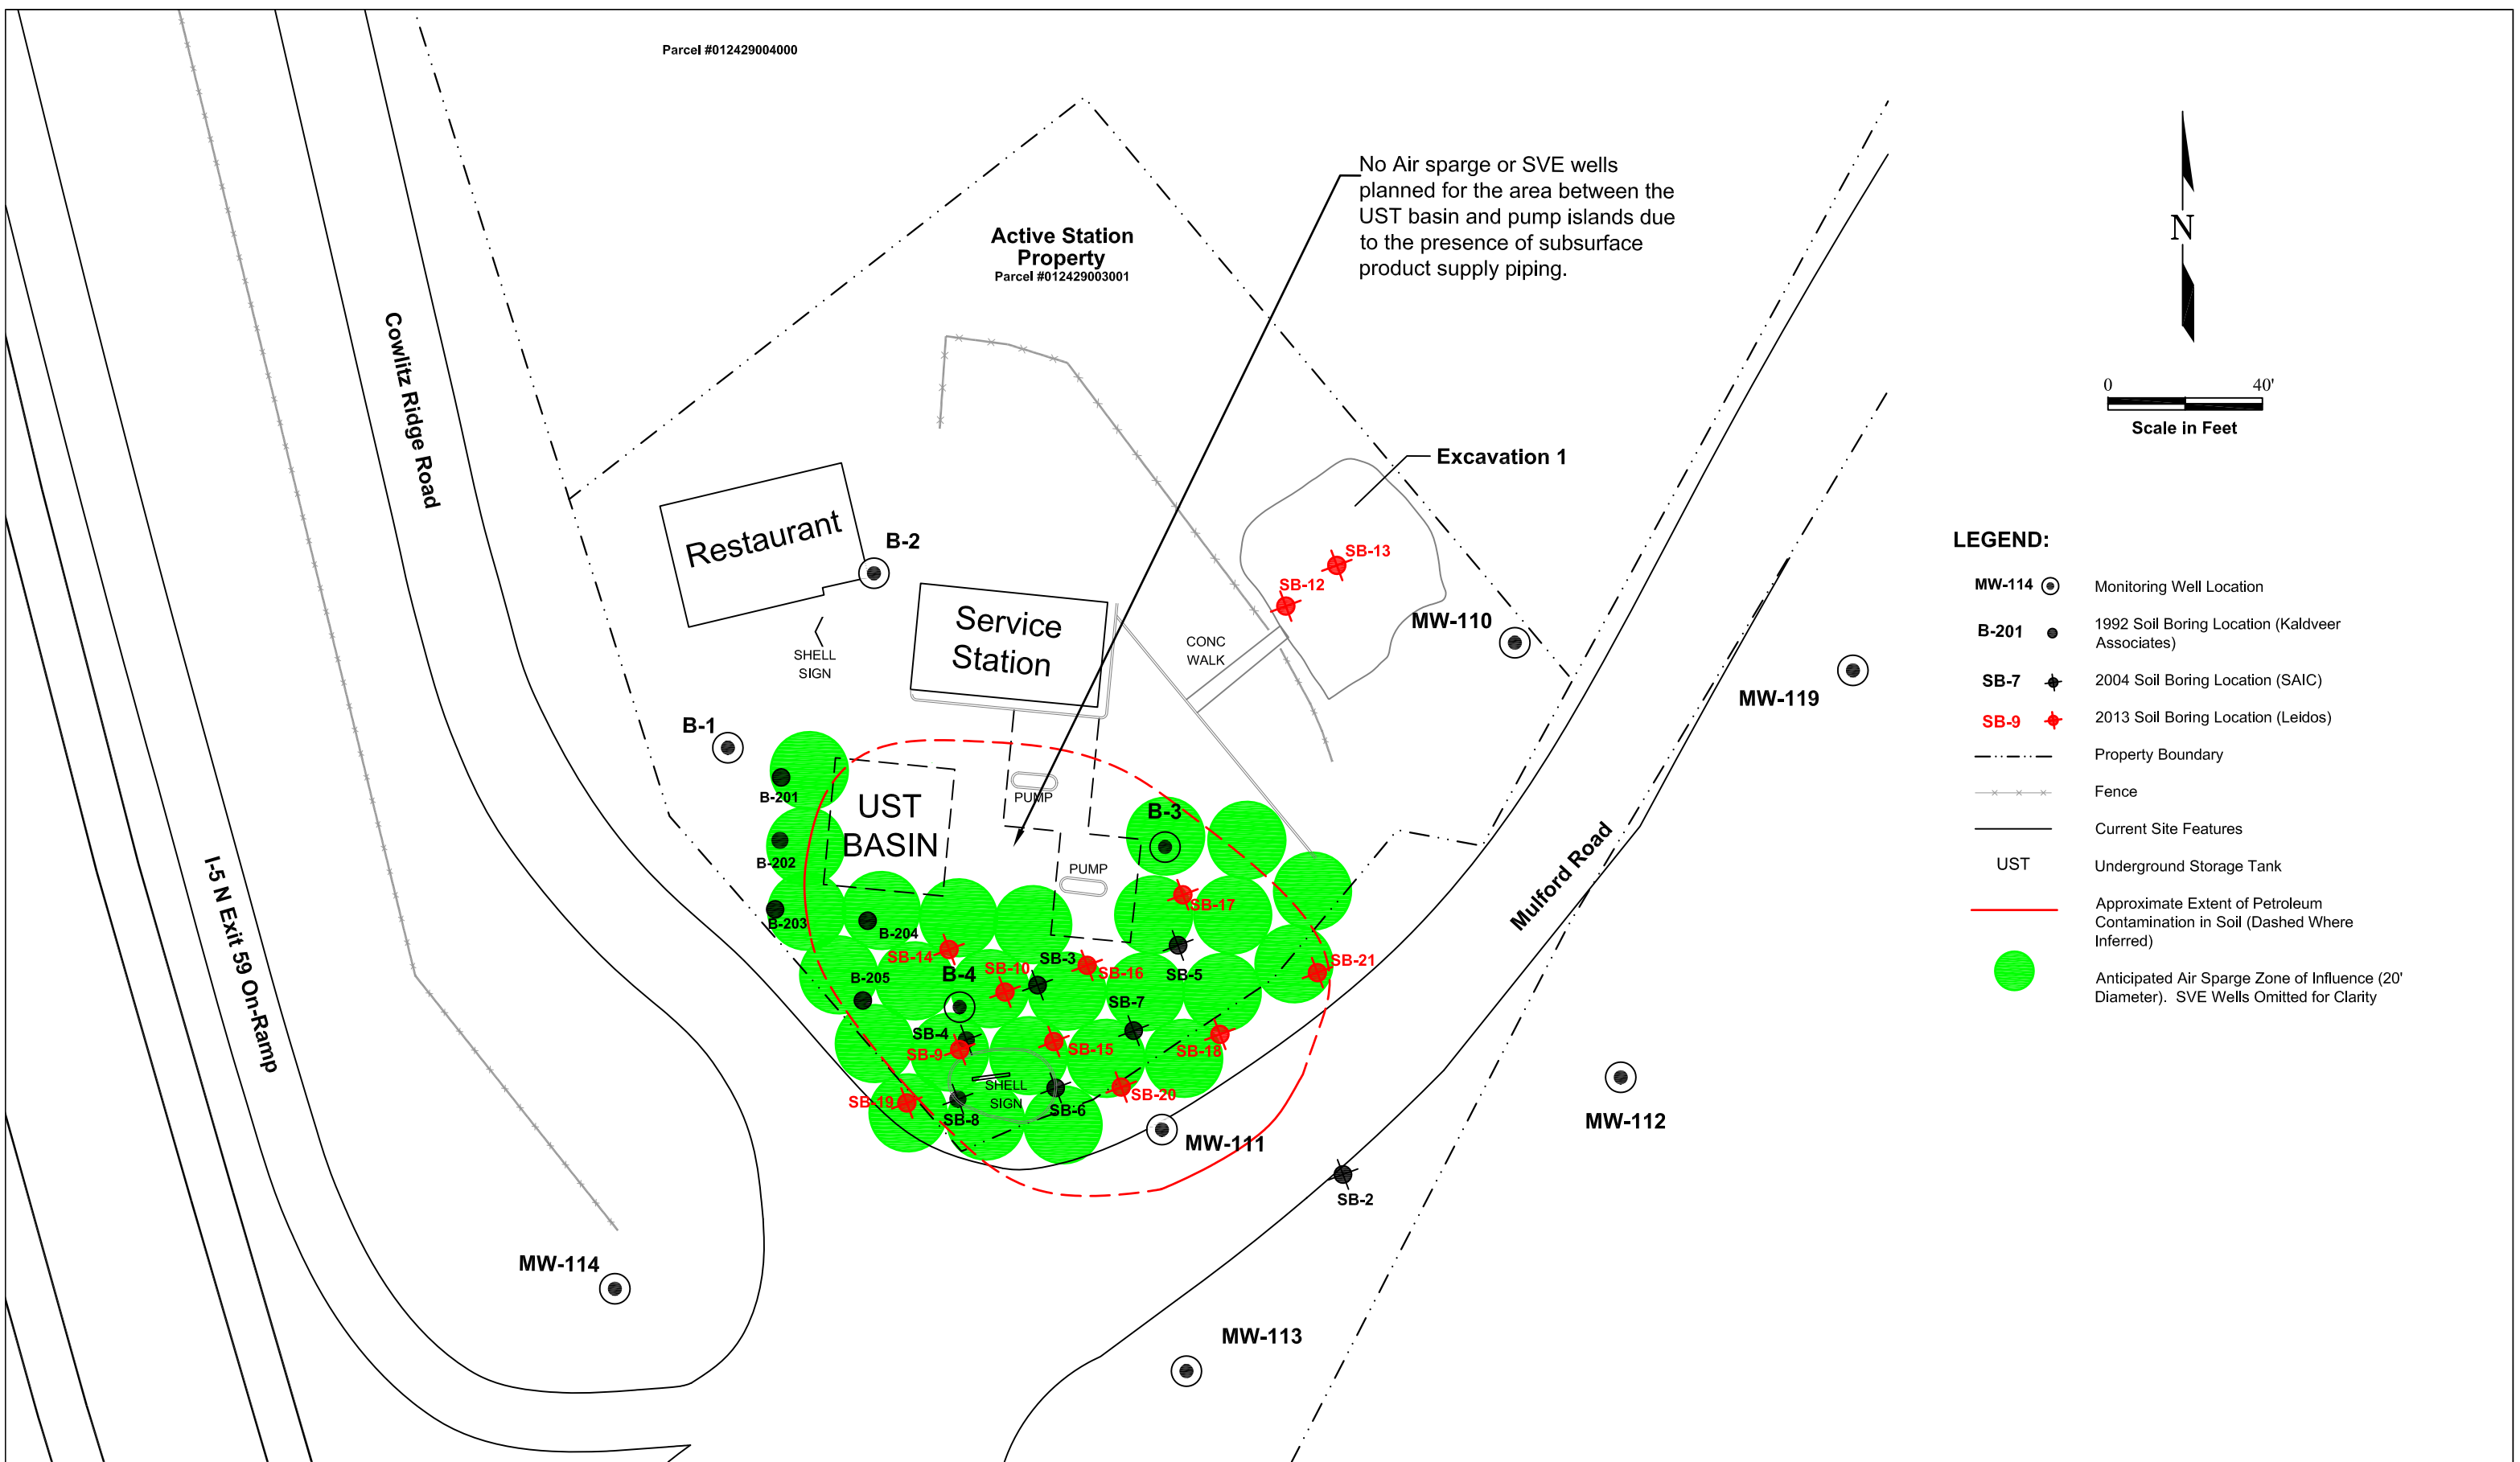 Parcel #012429004000
No Air sparge or SVE wells
planned for the area between the
UST basin and pump islands due
to the presence of subsurface
product supply piping.
Active Station
Property
Parcel #012429003001
N
0 40'
Scale in Feet
Cowlitz Ridge Road
Excavation 1
Restaurant
B-2
SB-13
SB-12
Service
Station
MW-110
CONC
WALK
SHELL
SIGN
MW-119
B-1
B-201
UST
BASIN
PUMP
B-3
B-202
PUMP
Mulford Road
I-5 N Exit 59 On-Ramp
SB-17
B-203
B-204
SB-14
SB-10
SB-3
SB-16
SB-5
SB-21
B-205
B-4
SB-7
SB-4
SB-9
SB-15
SB-18
SHELL
SIGN
SB-19
SB-8
SB-6
SB-20
MW-111
MW-112
SB-2
MW-114
MW-113
LEGEND:
MW-114 Monitoring Well Location
B-201 1992 Soil Boring Location (Kaldveer
Associates)
SB-7 2004 Soil Boring Location (SAIC)
SB-9 2013 Soil Boring Location (Leidos)
Property Boundary
Fence
Current Site Features
UST Underground Storage Tank
Approximate Extent of Petroleum
Contamination in Soil (Dashed Where
Inferred)
Anticipated Air Sparge Zone of Influence (20'
Diameter). SVE Wells Omitted for Clarity